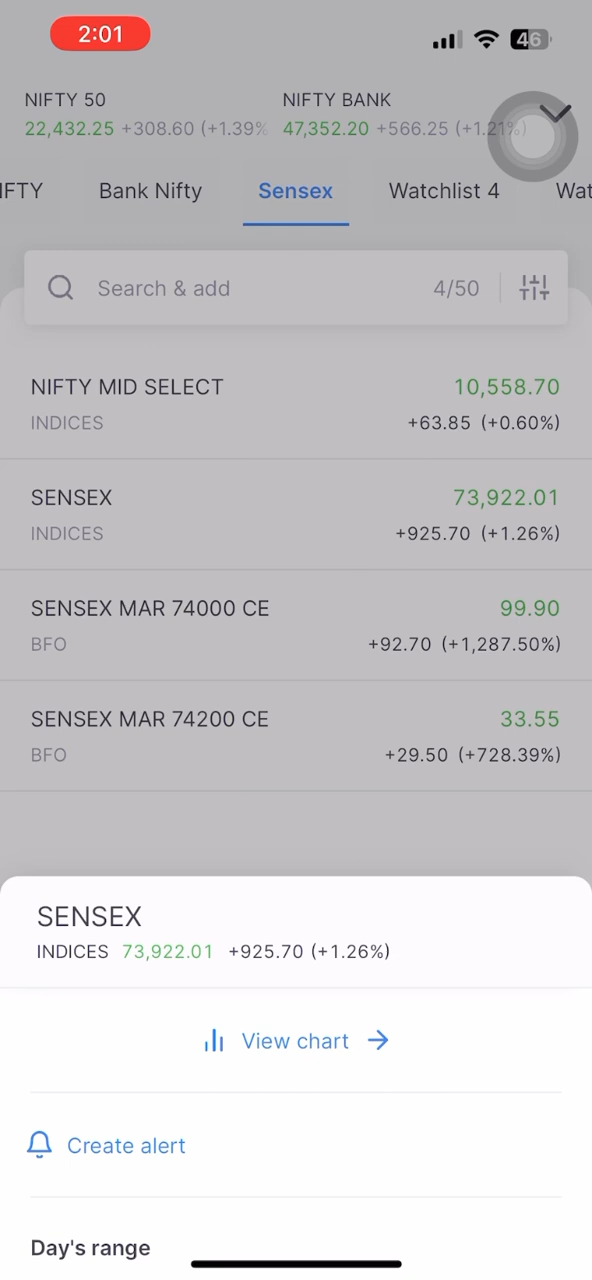 2:01
46
NIFTY 50
NIFTY BANK
22,432.25 +308.60 (+1.39%
47,352.20 +566.25 (+1.21%)
IFTY
Bank Nifty
Sensex
Watchlist 4
Wat
Search & add
4/50
NIFTY MID SELECT
10,558.70
INDICES
+63.85 (+0.60%)
SENSEX
73,922.01
INDICES
+925.70 (+1.26%)
SENSEX MAR 74000 CE
99.90
BFO
+92.70 (+1,287.50%)
SENSEX MAR 74200 CE
33.55
BFO
+29.50 (+728.39%)
SENSEX
INDICES 73,922.01 +925.70 (+1.26%)
View chart
Create alert
Day's range